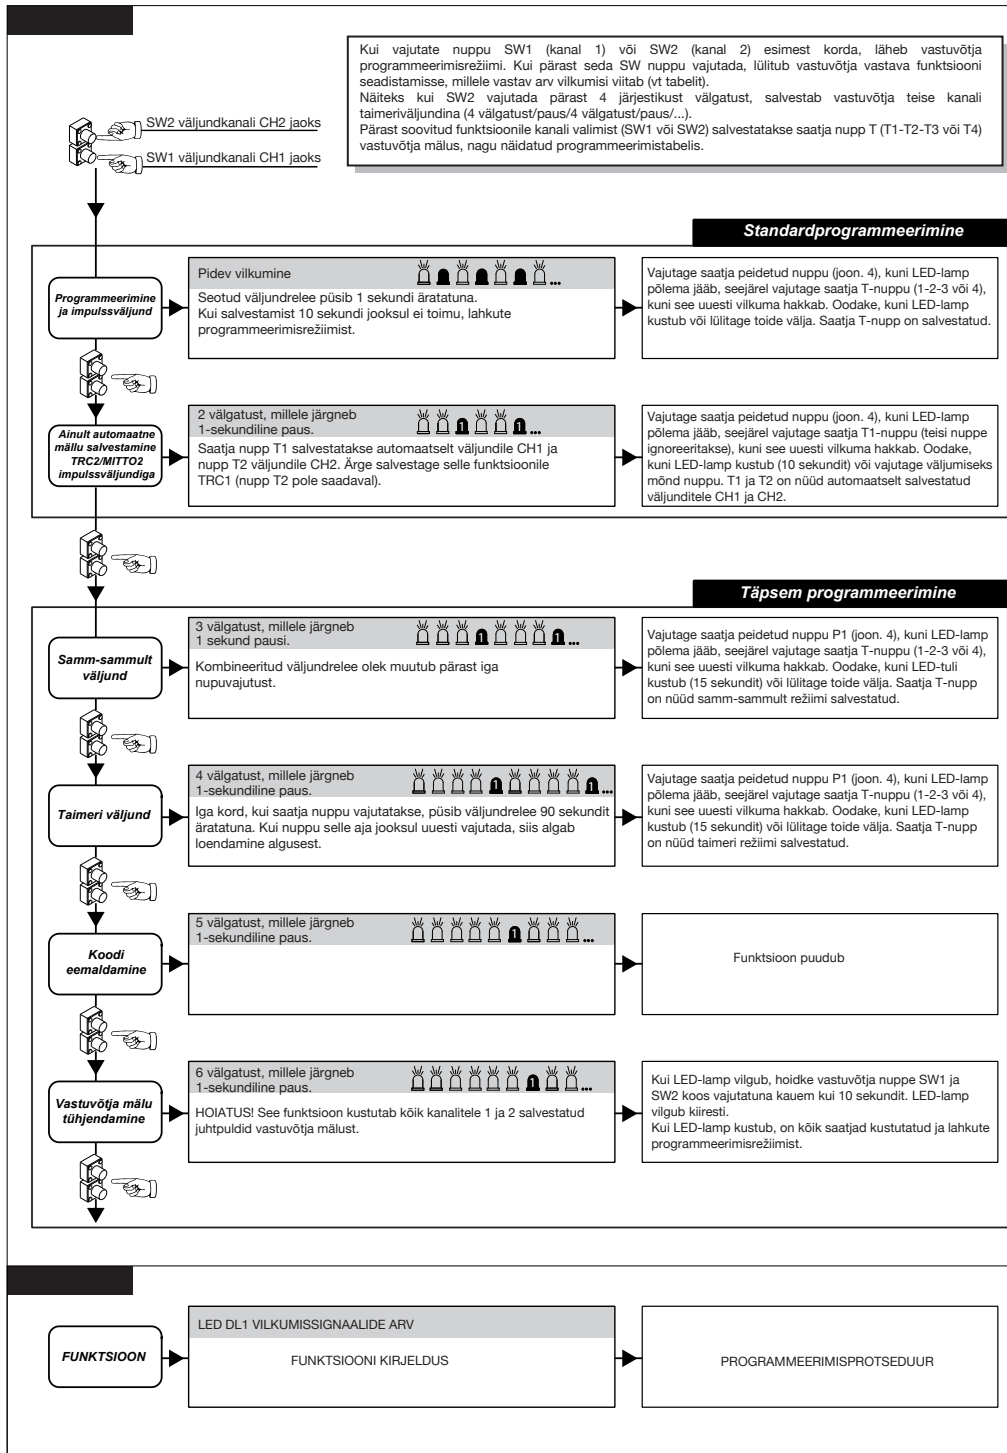 Kui vajutate nuppu SW1 (kanal 1) või SW2 (kanal 2) esimest korda, läheb vastuvõtja
programmeerimisrežiimi. Kui pärast seda SW nuppu vajutada, lülitub vastuvõtja vastava funktsiooni
seadistamisse, millele vastav arv vilkumisi viitab (vt tabelit).
Näiteks kui SW2 vajutada pärast 4 järjestikust välgatust, salvestab vastuvõtja teise kanali
taimeriväljundina (4 välgatust/paus/4 välgatust/paus/...).
Pärast soovitud funktsioonile kanali valimist (SW1 või SW2) salvestatakse saatja nupp T (T1-T2-T3 või T4)
vastuvõtja mälus, nagu näidatud programmeerimistabelis.
SW2 väljundkanali CH2 jaoks
SW1 väljundkanali CH1 jaoks
Standardprogrammeerimine
Programmeerimine
ja impulssväljund
Pidev vilkumine
...
Seotud väljundrelee püsib 1 sekundi äratatuna.
Kui salvestamist 10 sekundi jooksul ei toimu, lahkute
programmeerimisrežiimist.
Vajutage saatja peidetud nuppu (joon. 4), kuni LED-lamp
põlema jääb, seejärel vajutage saatja T-nuppu (1-2-3 või 4),
kuni see uuesti vilkuma hakkab. Oodake, kuni LED-lamp
kustub või lülitage toide välja. Saatja T-nupp on salvestatud.
Ainult automaatne
mällu salvestamine
TRC2/MITTO2
impulssväljundiga
2 välgatust, millele järgneb
1-sekundiline paus.
1 1...
Saatja nupp T1 salvestatakse automaatselt väljundile CH1 ja
nupp T2 väljundile CH2. Ärge salvestage selle funktsioonile
TRC1 (nupp T2 pole saadaval).
Vajutage saatja peidetud nuppu (joon. 4), kuni LED-lamp
põlema jääb, seejärel vajutage saatja T1-nuppu (teisi nuppe
ignoreeritakse), kuni see uuesti vilkuma hakkab. Oodake,
kuni LED-lamp kustub (10 sekundit) või vajutage väljumiseks
mõnd nuppu. T1 ja T2 on nüüd automaatselt salvestatud
väljunditele CH1 ja CH2.
Täpsem programmeerimine
Samm-sammult
väljund
3 välgatust, millele järgneb
1 sekund pausi.
1 1...
Kombineeritud väljundrelee olek muutub pärast iga
nupuvajutust.
Vajutage saatja peidetud nuppu P1 (joon. 4), kuni LED-lamp
põlema jääb, seejärel vajutage saatja T-nuppu (1-2-3 või 4),
kuni see uuesti vilkuma hakkab. Oodake, kuni LED-tuli
kustub (15 sekundit) või lülitage toide välja. Saatja T-nupp
on nüüd samm-sammult režiimi salvestatud.
Taimeri väljund
4 välgatust, millele järgneb
1-sekundiline paus.
1 1...
Iga kord, kui saatja nuppu vajutatakse, püsib väljundrelee 90 sekundit
äratatuna. Kui nuppu selle aja jooksul uuesti vajutada, siis algab
loendamine algusest.
Vajutage saatja peidetud nuppu P1 (joon. 4), kuni LED-lamp
põlema jääb, seejärel vajutage saatja T-nuppu (1-2-3 või 4),
kuni see uuesti vilkuma hakkab. Oodake, kuni LED-lamp
kustub (15 sekundit) või lülitage toide välja. Saatja T-nupp
on nüüd taimeri režiimi salvestatud.
Koodi
eemaldamine
5 välgatust, millele järgneb
1-sekundiline paus.
1 ...
Funktsioon puudub
Vastuvõtja mälu
tühjendamine
6 välgatust, millele järgneb
1-sekundiline paus.
1 ...
HOIATUS! See funktsioon kustutab kõik kanalitele 1 ja 2 salvestatud
juhtpuldid vastuvõtja mälust.
Kui LED-lamp vilgub, hoidke vastuvõtja nuppe SW1 ja
SW2 koos vajutatuna kauem kui 10 sekundit. LED-lamp
vilgub kiiresti.
Kui LED-lamp kustub, on kõik saatjad kustutatud ja lahkute
programmeerimisrežiimist.
FUNKTSIOON
LED DL1 VILKUMISSIGNAALIDE ARV
FUNKTSIOONI KIRJELDUS
PROGRAMMEERIMISPROTSEDUUR